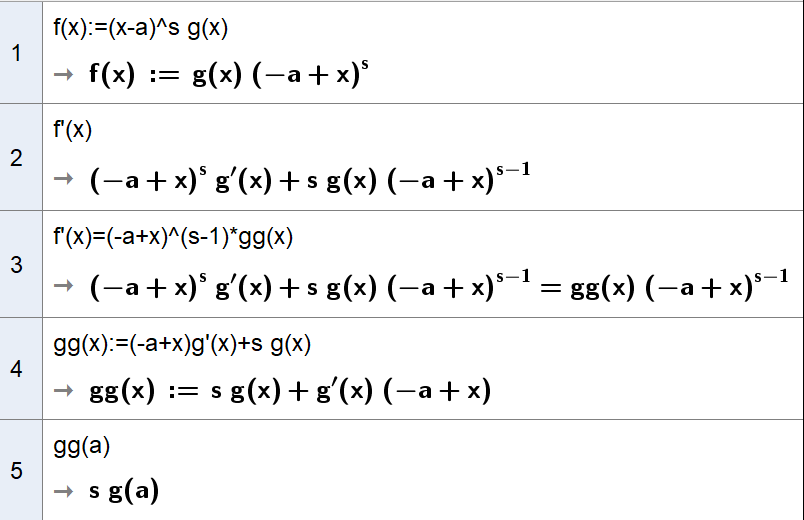 1
f(x):=(x-a)^s g(x)
→ f(x) := g(x) (−a + x)ˢ
2
f'(x)
→ (−a + x)ˢ g′(x) + s g(x) (−a + x)ˢ⁻¹
3
f'(x)=(-a+x)^(s-1)*gg(x)
→ (−a + x)ˢ g′(x) + s g(x) (−a + x)ˢ⁻¹ = gg(x) (−a + x)ˢ⁻¹
4
gg(x):=(-a+x)g'(x)+s g(x)
→ gg(x) := s g(x) + g′(x) (−a + x)
5
gg(a)
→ s g(a)